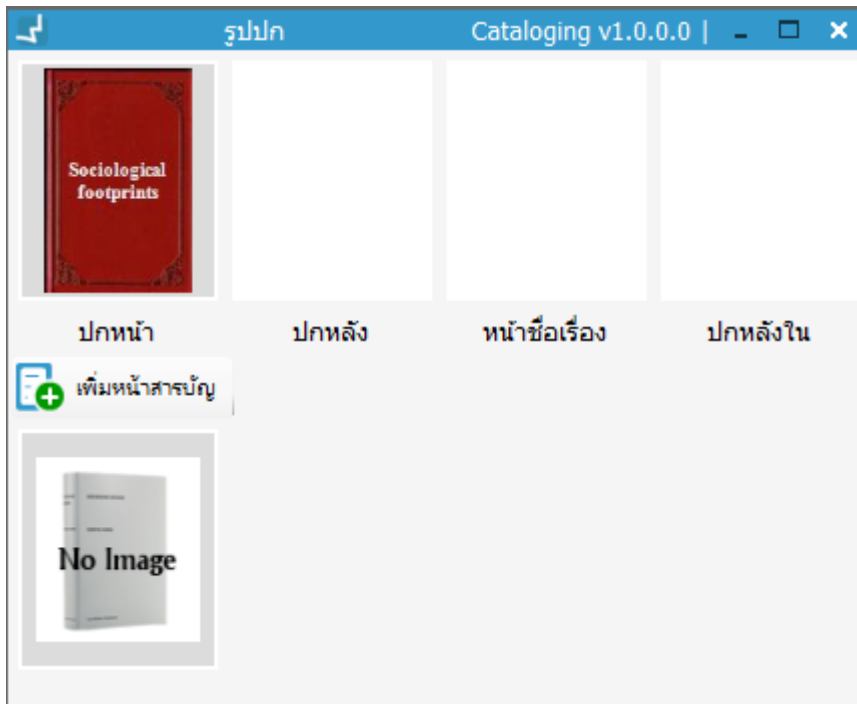 รูปปก Cataloging v1.0.0.0 |
Sociological
footprints
ปกหน้า ปกหลัง หน้าชื่อเรื่อง ปกหลังใน
เพิ่มหน้าสารบัญ
No Image